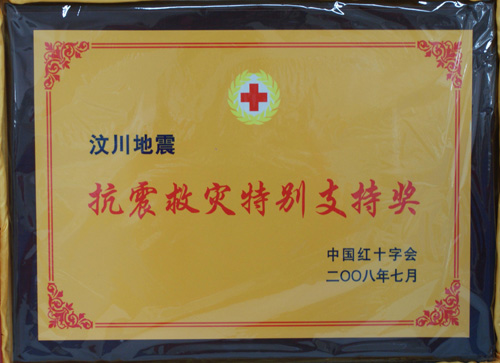 汶川地震
抗震救灾特别支持奖
中国红十字会
二〇〇八年七月